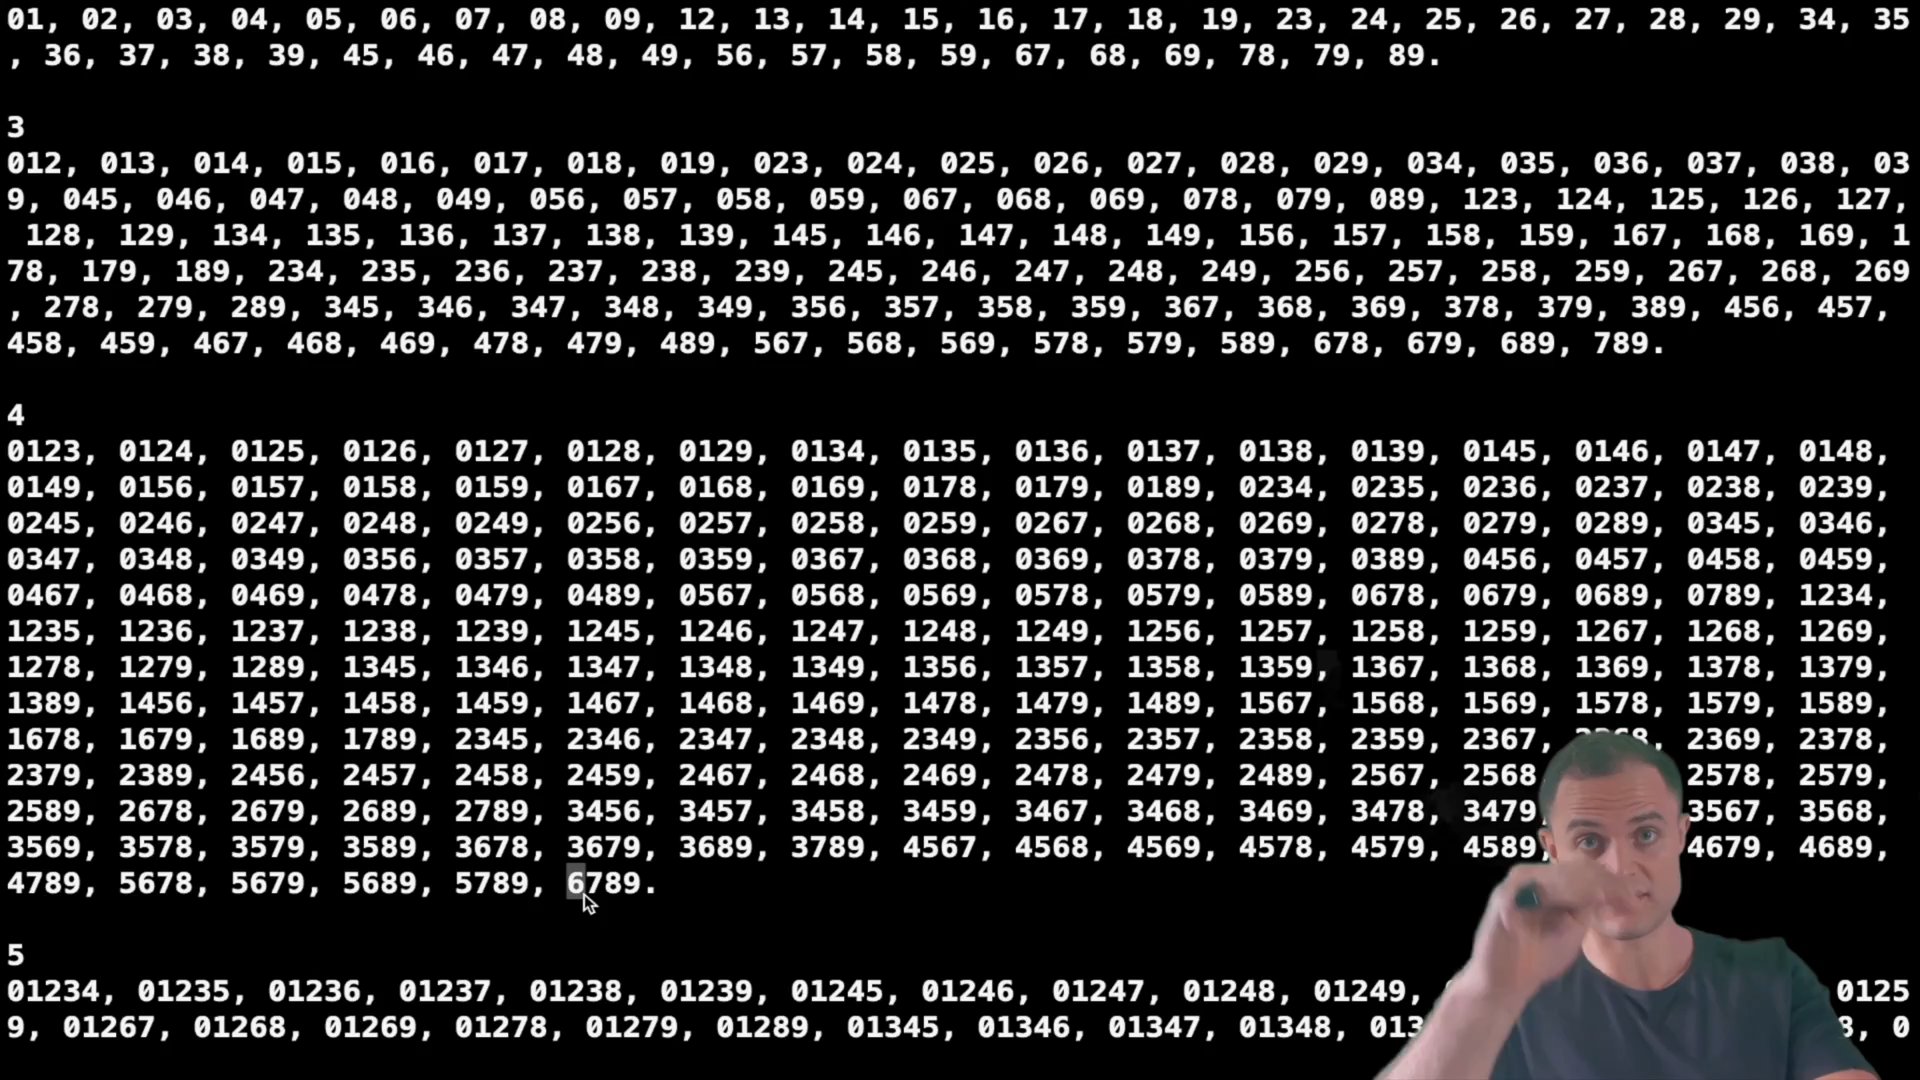 01, 02, 03, 04, 05, 06, 07, 08, 09, 12, 13, 14, 15, 16, 17, 18, 19, 23, 24, 25, 26, 27, 28, 29, 34, 35
, 36, 37, 38, 39, 45, 46, 47, 48, 49, 56, 57, 58, 59, 67, 68, 69, 78, 79, 89.
3
012, 013, 014, 015, 016, 017, 018, 019, 023, 024, 025, 026, 027, 028, 029, 034, 035, 036, 037, 038, 03
9, 045, 046, 047, 048, 049, 056, 057, 058, 059, 067, 068, 069, 078, 079, 089, 123, 124, 125, 126, 127,
128, 129, 134, 135, 136, 137, 138, 139, 145, 146, 147, 148, 149, 156, 157, 158, 159, 167, 168, 169, 1
78, 179, 189, 234, 235, 236, 237, 238, 239, 245, 246, 247, 248, 249, 256, 257, 258, 259, 267, 268, 269
, 278, 279, 289, 345, 346, 347, 348, 349, 356, 357, 358, 359, 367, 368, 369, 378, 379, 389, 456, 457,
458, 459, 467, 468, 469, 478, 479, 489, 567, 568, 569, 578, 579, 589, 678, 679, 689, 789.
4
0123, 0124, 0125, 0126, 0127, 0128, 0129, 0134, 0135, 0136, 0137, 0138, 0139, 0145, 0146, 0147, 0148,
0149, 0156, 0157, 0158, 0159, 0167, 0168, 0169, 0178, 0179, 0189, 0234, 0235, 0236, 0237, 0238, 0239,
0245, 0246, 0247, 0248, 0249, 0256, 0257, 0258, 0259, 0267, 0268, 0269, 0278, 0279, 0289, 0345, 0346,
0347, 0348, 0349, 0356, 0357, 0358, 0359, 0367, 0368, 0369, 0378, 0379, 0389, 0456, 0457, 0458, 0459,
0467, 0468, 0469, 0478, 0479, 0489, 0567, 0568, 0569, 0578, 0579, 0589, 0678, 0679, 0689, 0789, 1234,
1235, 1236, 1237, 1238, 1239, 1245, 1246, 1247, 1248, 1249, 1256, 1257, 1258, 1259, 1267, 1268, 1269,
1278, 1279, 1289, 1345, 1346, 1347, 1348, 1349, 1356, 1357, 1358, 1359, 1367, 1368, 1369, 1378, 1379,
1389, 1456, 1457, 1458, 1459, 1467, 1468, 1469, 1478, 1479, 1489, 1567, 1568, 1569, 1578, 1579, 1589,
1678, 1679, 1689, 1789, 2345, 2346, 2347, 2348, 2349, 2356, 2357, 2358, 2359, 2367, 2369, 2378,
2379, 2389, 2456, 2457, 2458, 2459, 2467, 2468, 2469, 2478, 2479, 2489, 2567, 2568 2578, 2579,
2589, 2678, 2679, 2689, 2789, 3456, 3457, 3458, 3459, 3467, 3468, 3469, 3478, 3479 3567, 3568,
3569, 3578, 3579, 3589, 3678, 3679, 3689, 3789, 4567, 4568, 4569, 4578, 4579, 4589, 4679, 4689,
4789, 5678, 5679, 5689, 5789, 6789.
5
01234, 01235, 01236, 01237, 01238, 01239, 01245, 01246, 01247, 01248, 01249, 0125
9, 01267, 01268, 01269, 01278, 01279, 01289, 01345, 01346, 01347, 01348, 0